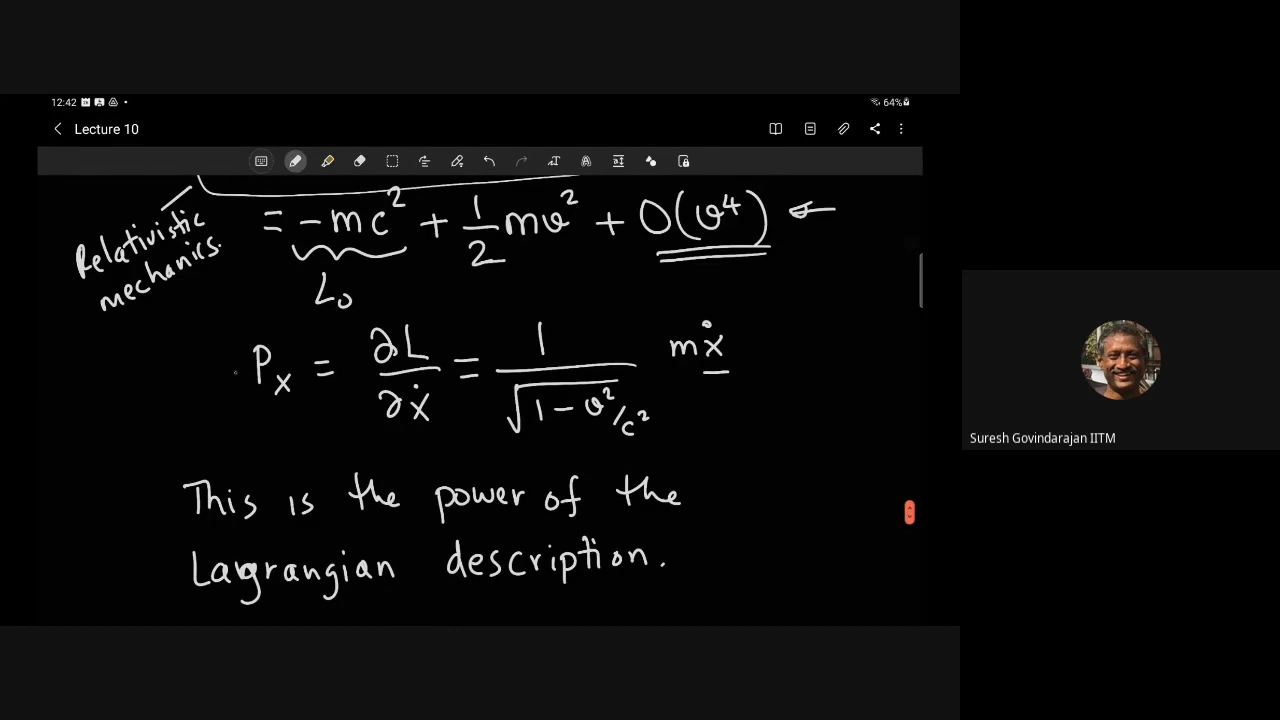 12:42
64%
Lecture 10
Relativistic
mechanics.
= -mc² + 1/2 mv² + O(v⁴) ←
L₀
Pₓ = ∂L/∂ẋ = 1/√(1 - v²/c²) mẋ
This is the power of the
Lagrangian description.
Suresh Govindarajan IITM